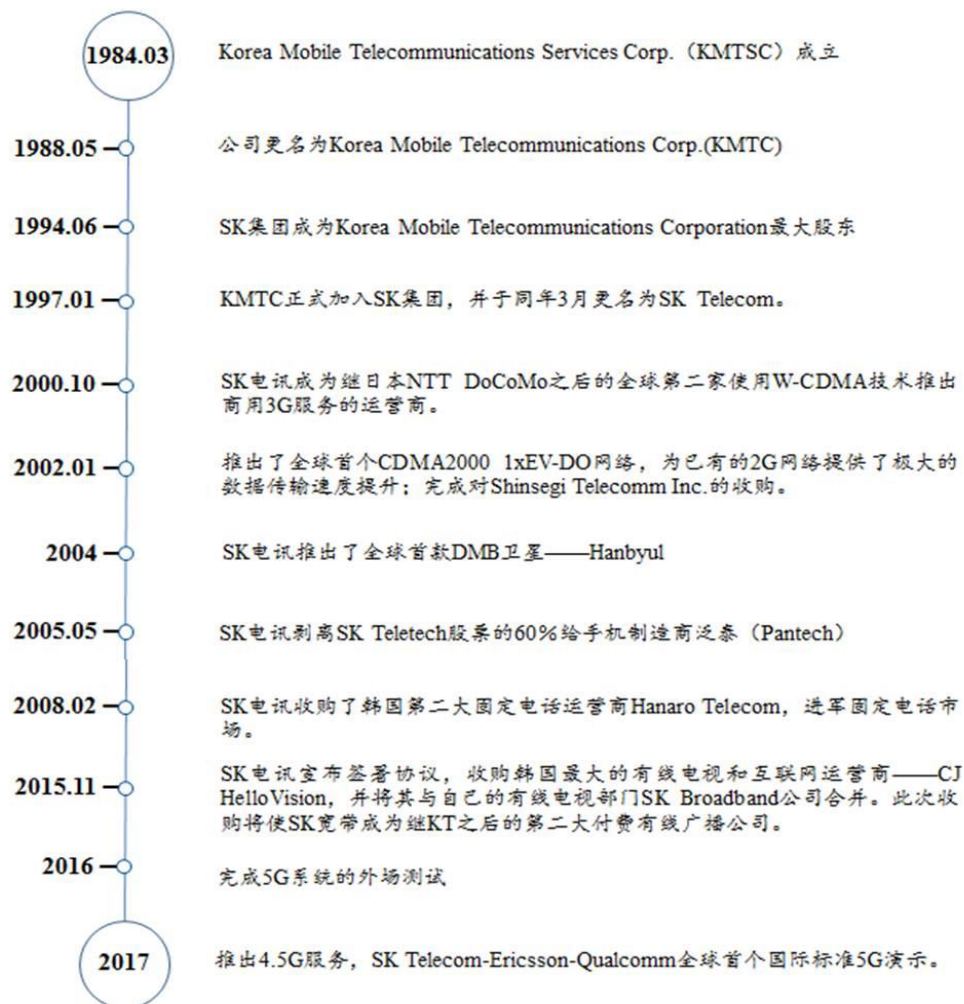 1984.03
Korea Mobile Telecommunications Services Corp.（KMTSC）成立
1988.05
公司更名为Korea Mobile Telecommunications Corp.(KMTC)
1994.06
SK集团成为Korea Mobile Telecommunications Corporation最大股东
1997.01
KMTC正式加入SK集团，并于同年3月更名为SK Telecom。
2000.10
SK电讯成为继日本NTT DoCoMo之后的全球第二家使用W-CDMA技术推出
商用3G服务的运营商。
2002.01
推出了全球首个CDMA2000 1xEV-DO网络，为已有的2G网络提供了极大的
数据传输速度提升；完成对Shinsegi Telecomm Inc.的收购。
2004
SK电讯推出了全球首款DMB卫星——Hanbyul
2005.05
SK电讯剥离SK Teletech股票的60%给手机制造商泛泰（Pantech）
2008.02
SK电讯收购了韩国第二大固定电话运营商Hanaro Telecom，进军固定电话市
场。
2015.11
SK电讯宣布签署协议，收购韩国最大的有线电视和互联网运营商——CJ
HelloVision，并将其与自己的有线电视部门SK Broadband公司合并。此次收
购将使SK宽带成为继KT之后的第二大付费有线广播公司。
2016
完成5G系统的外场测试
2017
推出4.5G服务，SK Telecom-Ericsson-Qualcomm全球首个国际标准5G演示。